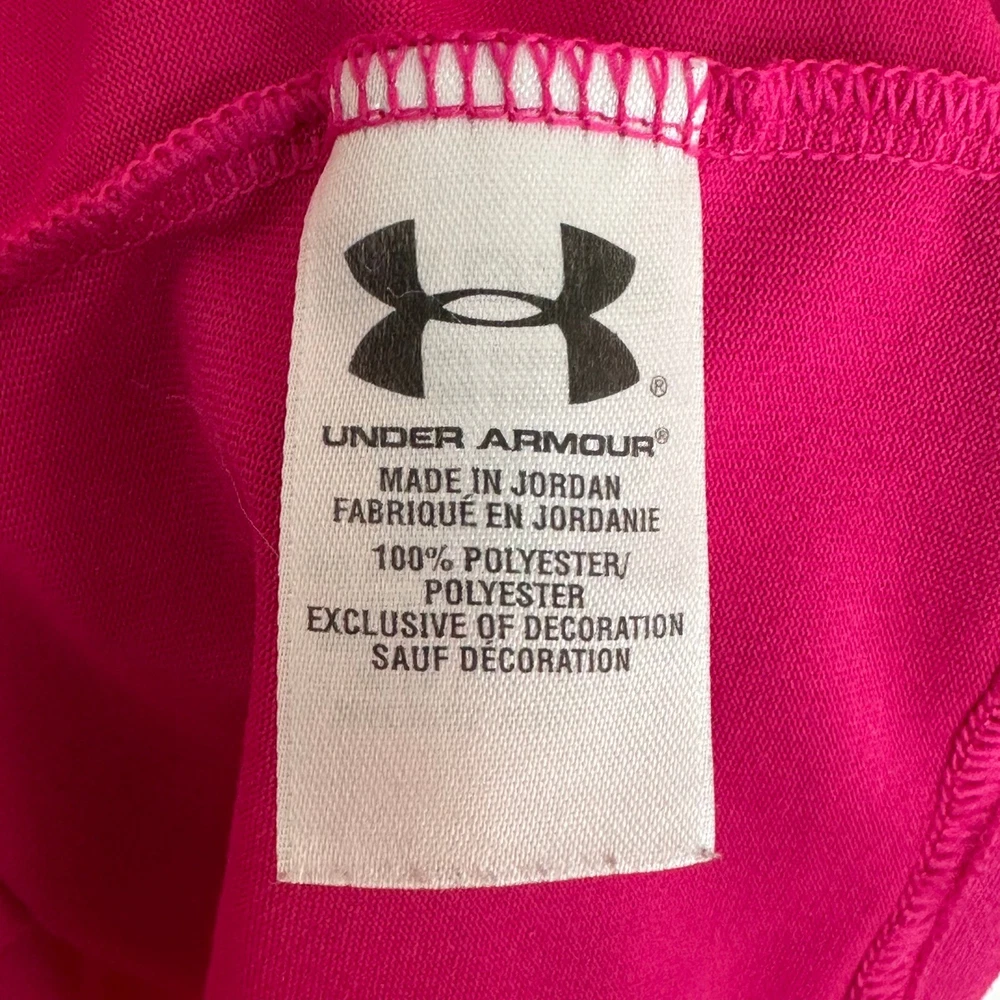 ®
UNDER ARMOUR®
MADE IN JORDAN
FABRIQUÉ EN JORDANIE
100% POLYESTER/
POLYESTER
EXCLUSIVE OF DECORATION
SAUF DÉCORATION